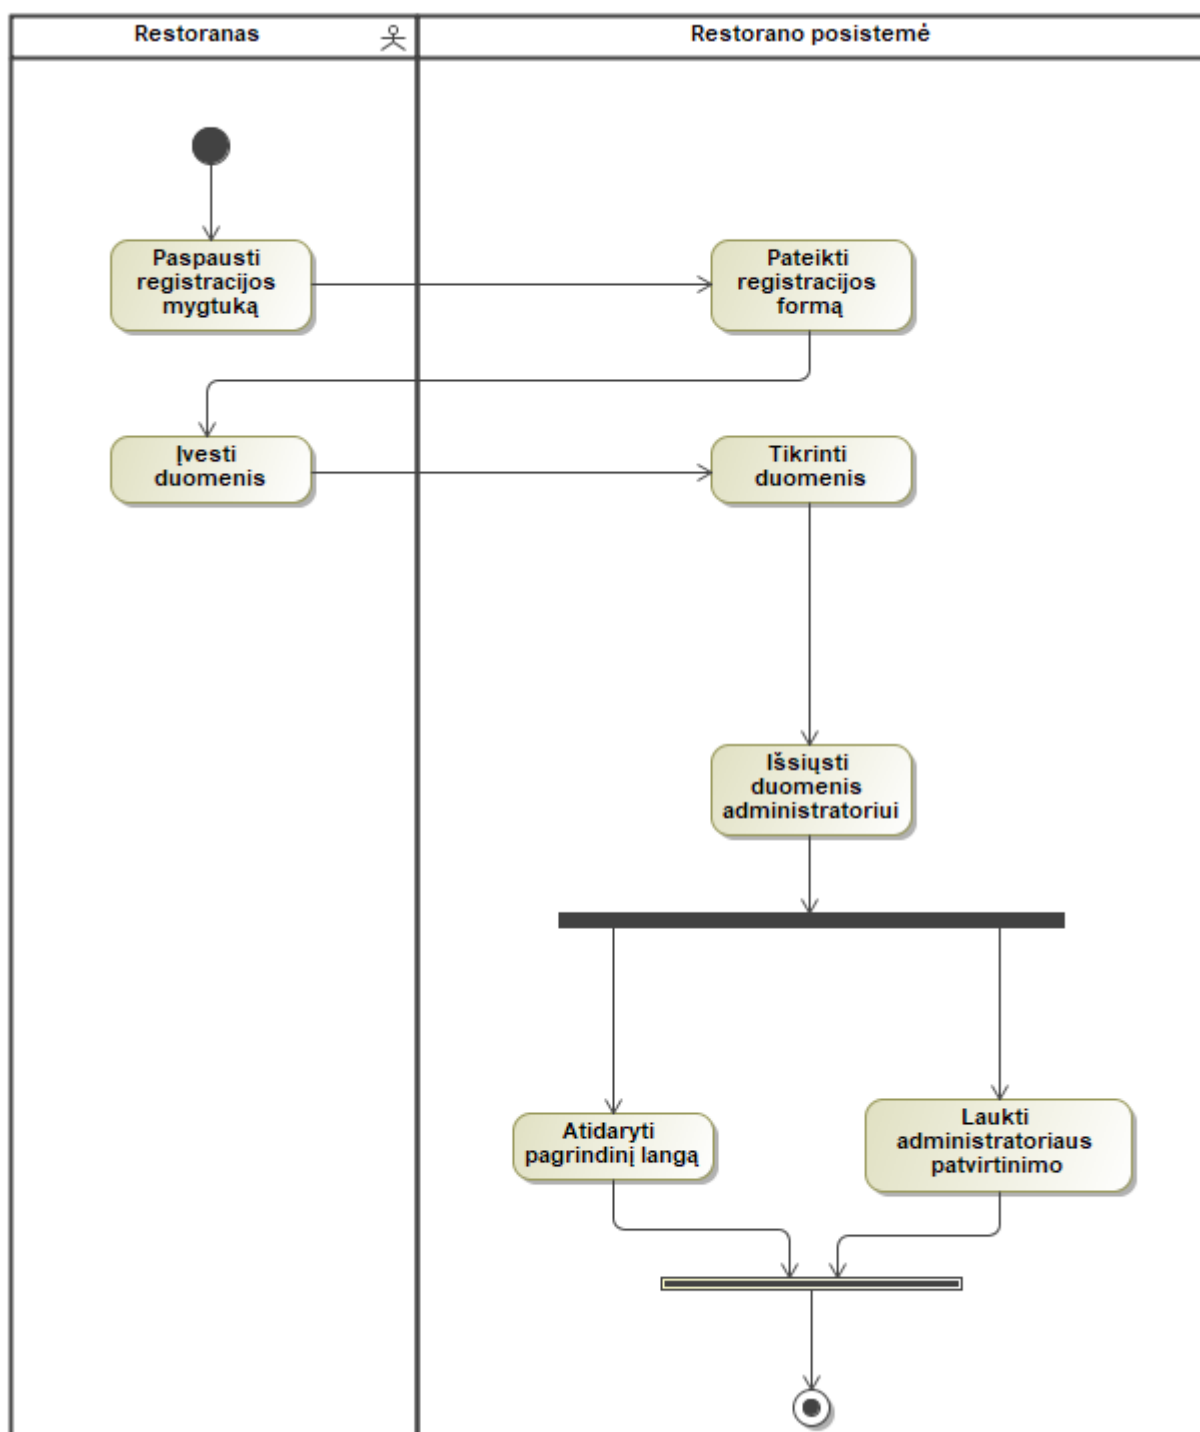 Restoranas
Restorano posistemė
Paspausti
registracijos
mygtuką
Pateikti
registracijos
formą
Įvesti
duomenis
Tikrinti
duomenis
Išsiųsti
duomenis
administratoriui
Atidaryti
pagrindinį langą
Laukti
administratoriaus
patvirtinimo